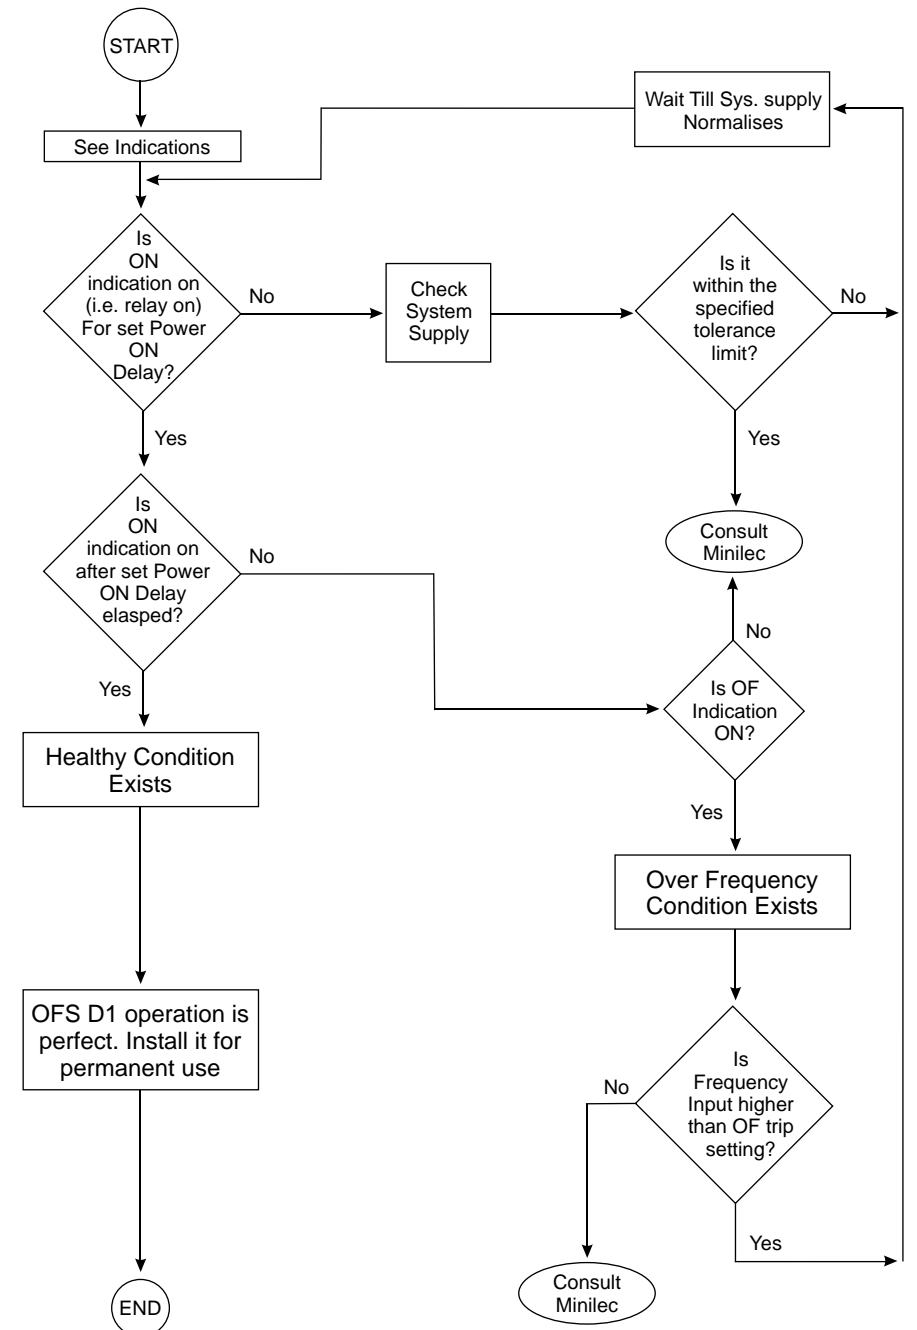 START
See Indications
Wait Till Sys. supply
Normalises
Is
ON
indication on
(i.e. relay on)
For set Power
ON
Delay?
No
Check
System
Supply
Is it
within the
specified
tolerance
limit?
No
Yes
Yes
Consult
Minilec
Is
ON
indication on
after set Power
ON Delay
elasped?
No
No
Is OF
Indication
ON?
Yes
Yes
Healthy Condition
Exists
Over Frequency
Condition Exists
OFS D1 operation is
perfect. Install it for
permanent use
Is
Frequency
Input higher
than OF trip
setting?
No
Yes
Consult
Minilec
END